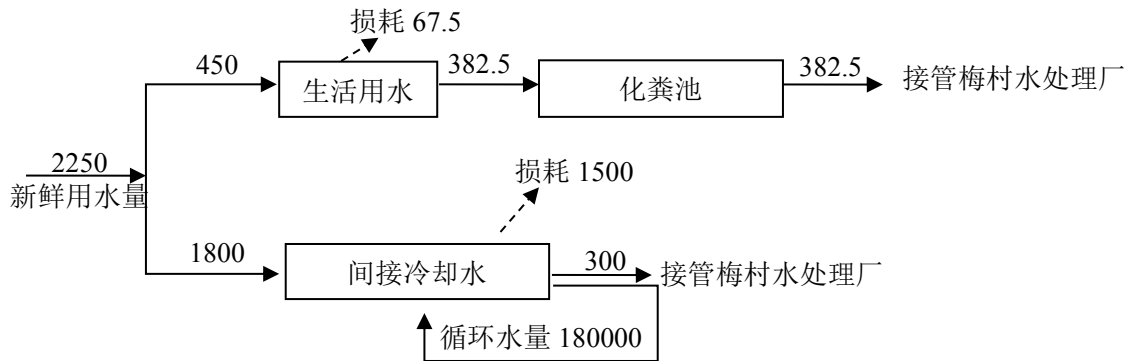 损耗 67.5
450
生活用水
382.5
化粪池
382.5
接管梅村水处理厂
2250
新鲜用水量
损耗 1500
1800
间接冷却水
300
接管梅村水处理厂
循环水量 180000